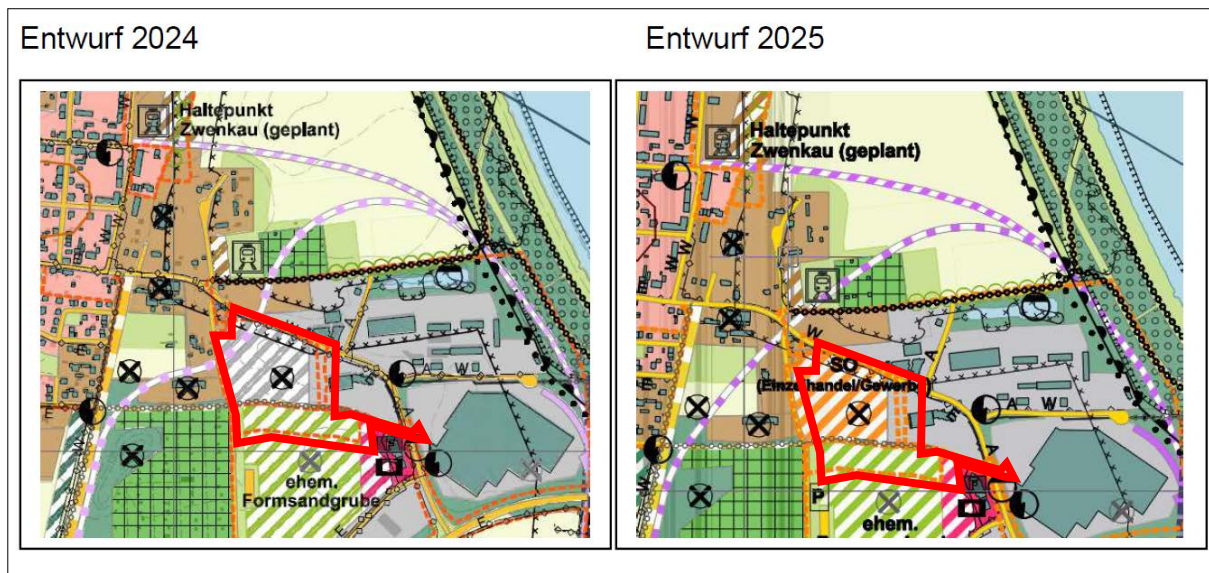 Entwurf 2024
Entwurf 2025
Haltepunkt
Zwenkau (geplant)
ehem.
Formsandgrube
F
A
W
A
E
F
Haltepunkt
Zwenkau (geplant)
W
W
W
SO
(Einzelhandel/Gewerbe)
A
A
W
A
F
P
ehem.